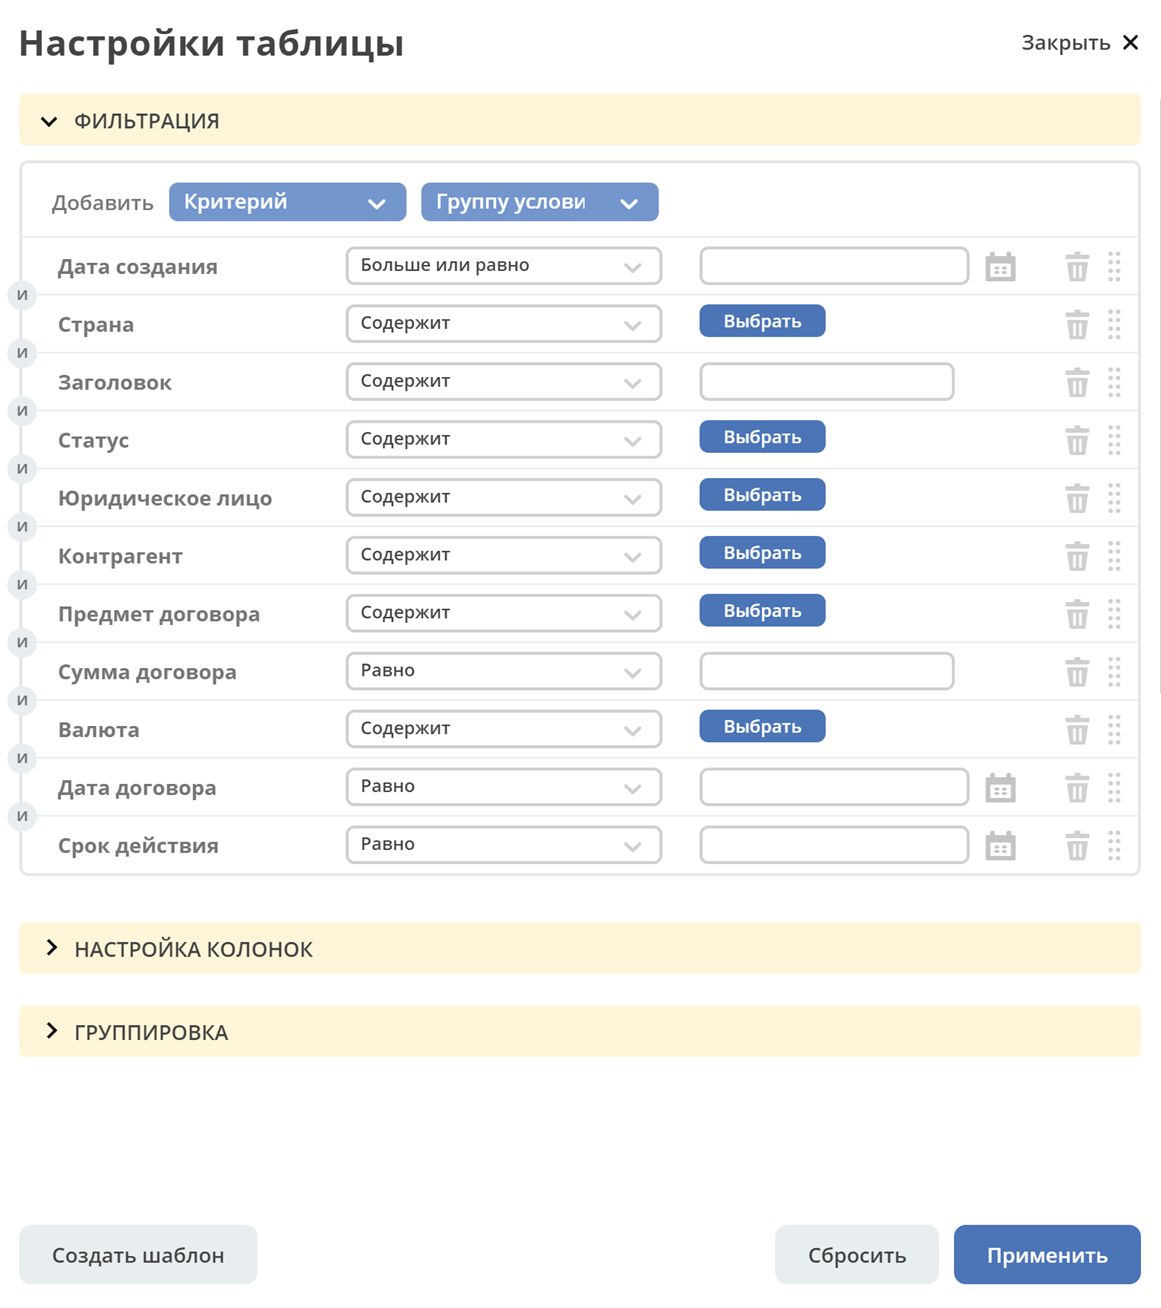 Настройки таблицы
Закрыть
ФИЛЬТРАЦИЯ
Добавить Критерий Группу услови
Дата создания Больше или равно
И
Страна Содержит Выбрать
И
Заголовок Содержит
И
Статус Содержит Выбрать
И
Юридическое лицо Содержит Выбрать
И
Контрагент Содержит Выбрать
И
Предмет договора Содержит Выбрать
И
Сумма договора Равно
И
Валюта Содержит Выбрать
И
Дата договора Равно
И
Срок действия Равно
НАСТРОЙКА КОЛОНОК
ГРУППИРОВКА
Создать шаблон Сбросить Применить